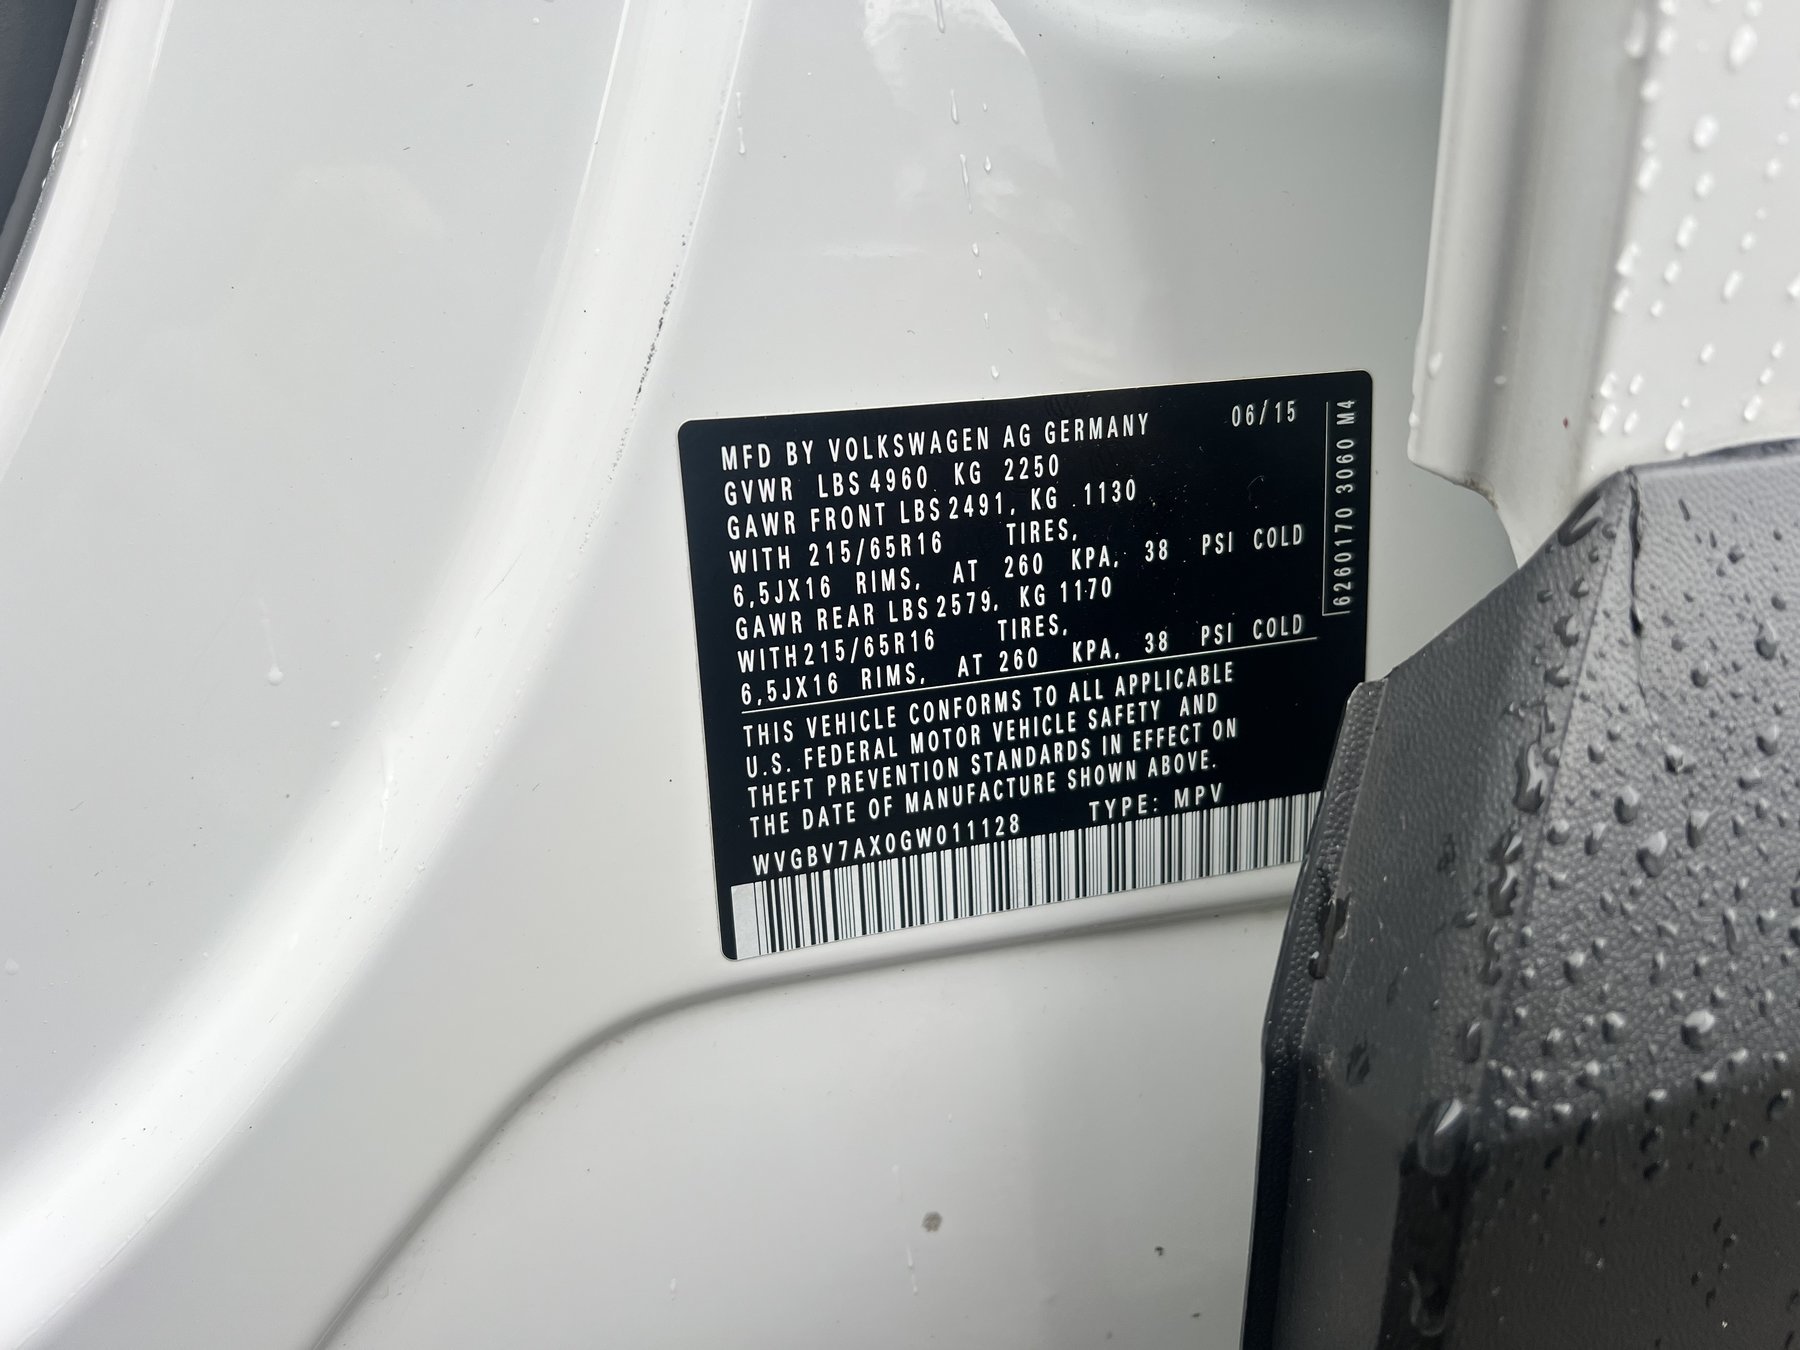 MFD BY VOLKSWAGEN AG GERMANY 06/15
GVWR LBS 4960 KG 2250
GAWR FRONT LBS 2491, KG 1130
WITH 215/65R16 TIRES,
6,5JX16 RIMS, AT 260 KPA, 38 PSI COLD
GAWR REAR LBS 2579, KG 1170
WITH 215/65R16 TIRES,
6,5JX16 RIMS, AT 260 KPA, 38 PSI COLD
THIS VEHICLE CONFORMS TO ALL APPLICABLE
U.S. FEDERAL MOTOR VEHICLE SAFETY AND
THEFT PREVENTION STANDARDS IN EFFECT ON
THE DATE OF MANUFACTURE SHOWN ABOVE.
WVGBV7AX0GW011128 TYPE: MPV
6260170 3060 M4